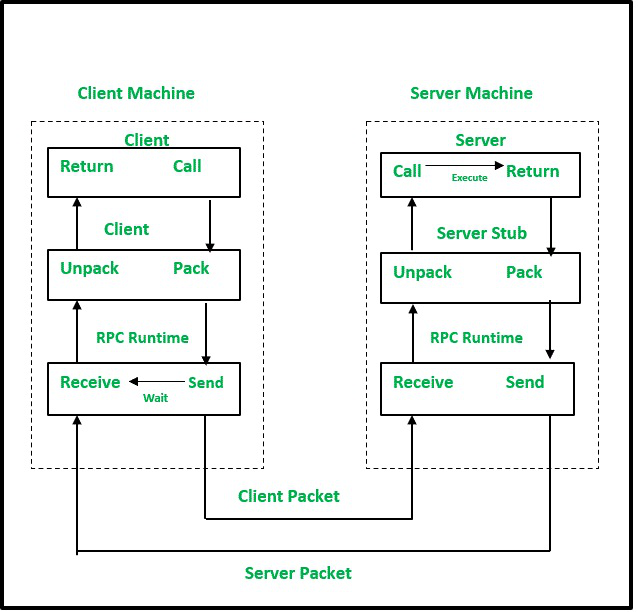 Client Machine
Server Machine
Client
Return Call
Client
Unpack Pack
RPC Runtime
Receive Send
Wait
Server
Call Return
Execute
Server Stub
Unpack Pack
RPC Runtime
Receive Send
Client Packet
Server Packet